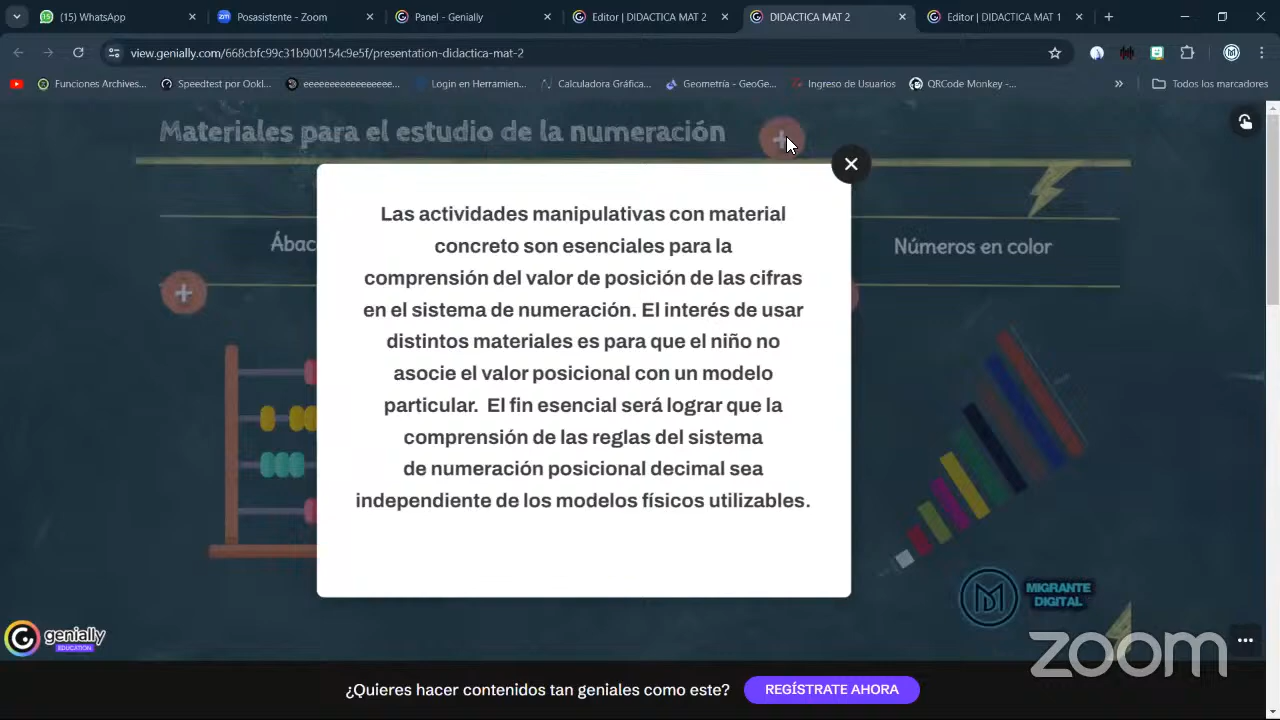 (15) WhatsApp
Posasistente - Zoom
Panel - Genially
Editor | DIDACTICA MAT 2
DIDACTICA MAT 2
Editor | DIDACTICA MAT 1
view.genially.com/668cbfc99c31b900154c9e5f/presentation-didactica-mat-2
Funciones Archives...
Speedtest por Ookl...
eeeeeeeeeeeeeeee...
Login en Herramien...
Calculadora Gráfica...
Geometría - GeoGe...
Ingreso de Usuarios
QRCode Monkey -...
Todos los marcadores
Materiales para el estudio de la numeración
Ábac
Números en color
Las actividades manipulativas con material
concreto son esenciales para la
comprensión del valor de posición de las cifras
en el sistema de numeración. El interés de usar
distintos materiales es para que el niño no
asocie el valor posicional con un modelo
particular. El fin esencial será lograr que la
comprensión de las reglas del sistema
de numeración posicional decimal sea
independiente de los modelos físicos utilizables.
MIGRANTE
DIGITAL
genially
EDUCATION
zoom
¿Quieres hacer contenidos tan geniales como este?
REGÍSTRATE AHORA